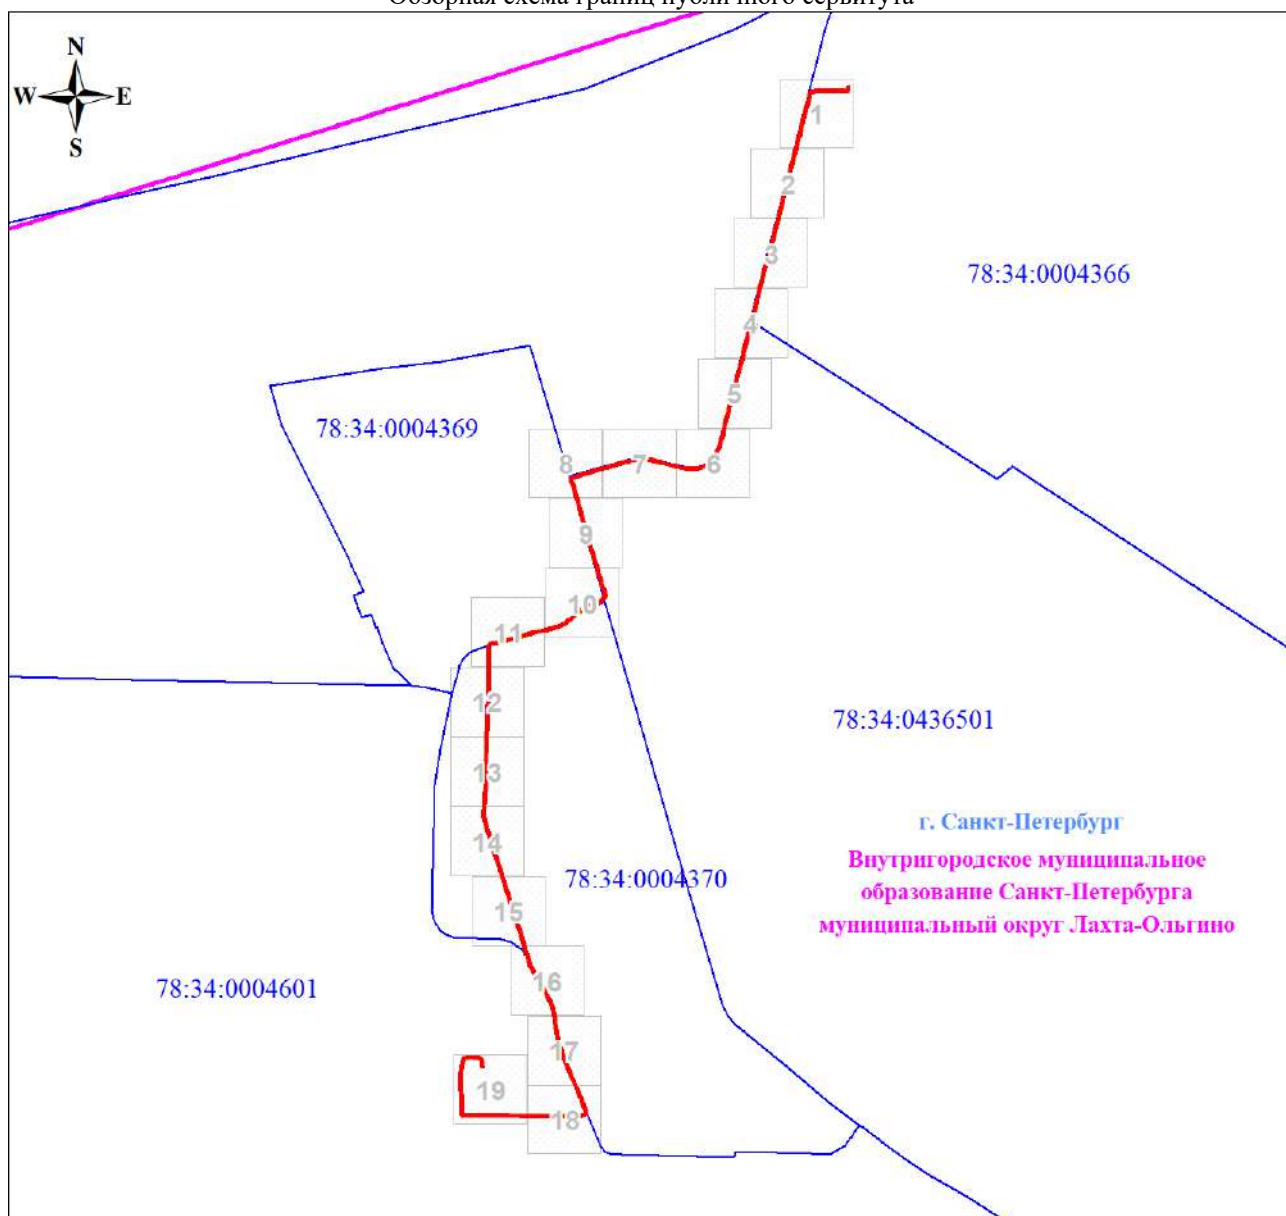 Обзорная схема границ публичного сервитута
N
W E
S
1
2
3
78:34:0004366
4
5
78:34:0004369
8 7 6
9
10
11
12
78:34:0436501
13
г. Санкт-Петербург
14
Внутригородское муниципальное
образование Санкт-Петербурга
муниципальный округ Лахта-Ольгино
78:34:0004370
15
16
78:34:0004601
17
19
18